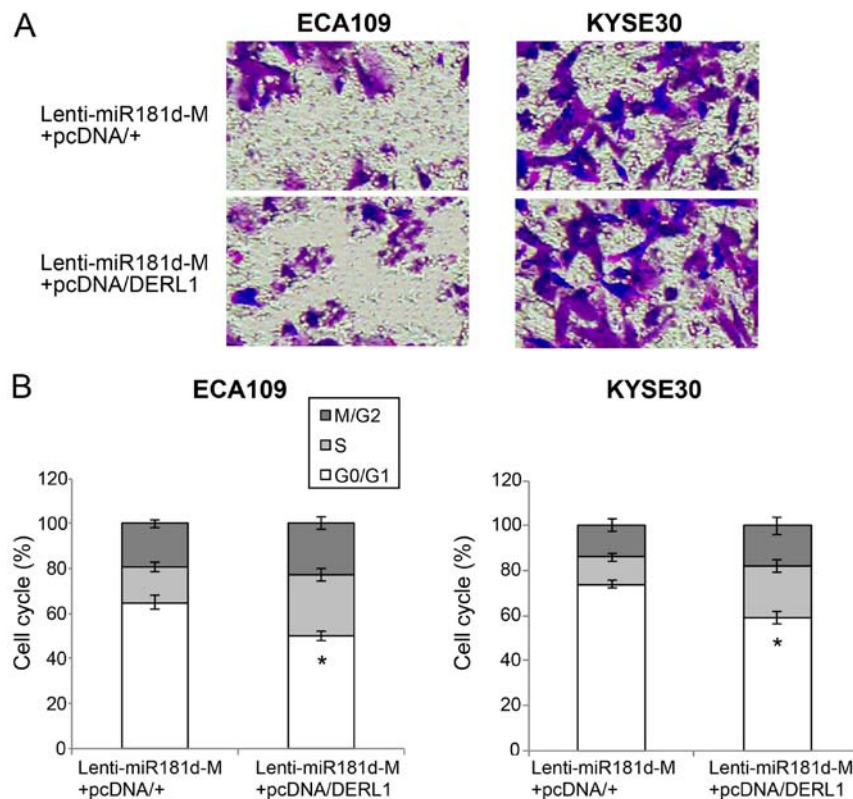 A
ECA109
KYSE30
Lenti-miR181d-M
+pcDNA/+
Lenti-miR181d-M
+pcDNA/DERL1
B
ECA109
KYSE30
M/G2
S
G0/G1
Cell cycle (%)
120
100
80
60
40
20
0
*
Lenti-miR181d-M
+pcDNA/+
Lenti-miR181d-M
+pcDNA/DERL1
Cell cycle (%)
120
100
80
60
40
20
0
*
Lenti-miR181d-M
+pcDNA/+
Lenti-miR181d-M
+pcDNA/DERL1